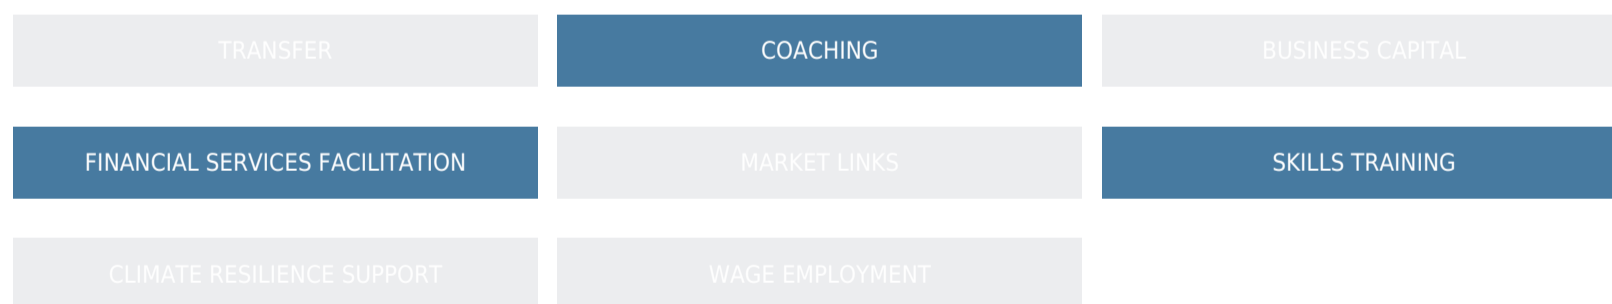 TRANSFER
COACHING
BUSINESS CAPITAL
FINANCIAL SERVICES FACILITATION
MARKET LINKS
SKILLS TRAINING
CLIMATE RESILIENCE SUPPORT
WAGE EMPLOYMENT